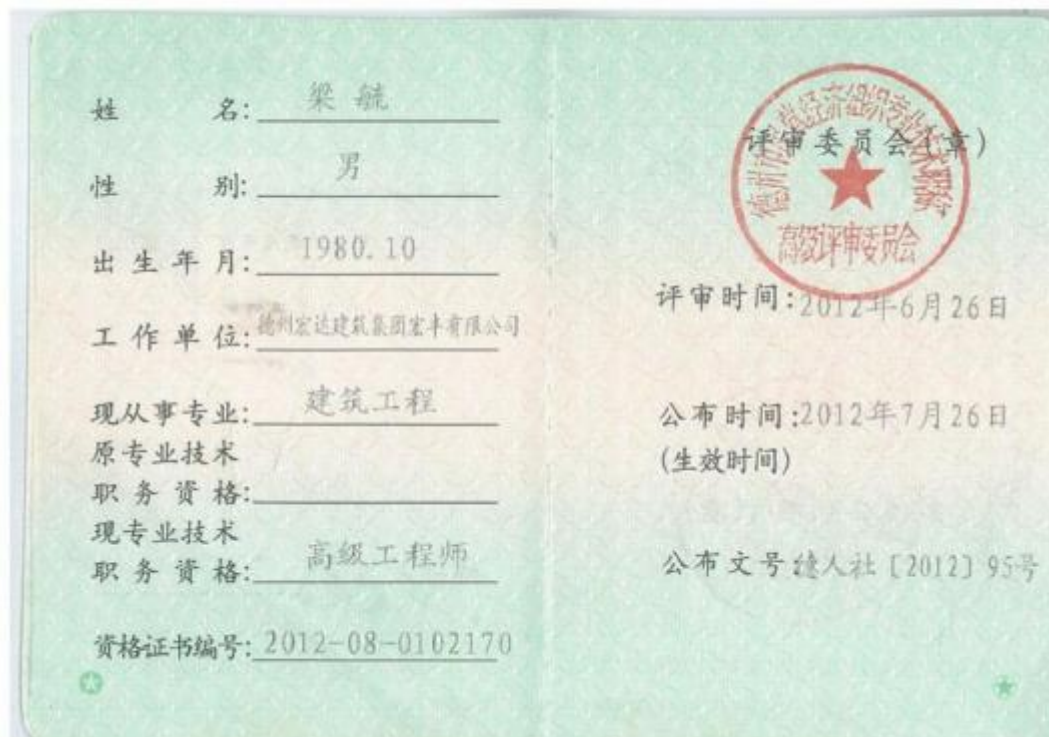 姓名: 梁毓
性别: 男
出生年月: 1980.10
工作单位: 德州宏达建筑集团宏丰有限公司
现从事专业: 建筑工程
原专业技术
职务资格:
现专业技术
职务资格: 高级工程师
资格证书编号: 2012-08-0102170
评审委员会(章)
高级评审委员会
评审时间: 2012年6月26日
公布时间: 2012年7月26日
(生效时间)
公布文号: 德人社〔2012〕95号